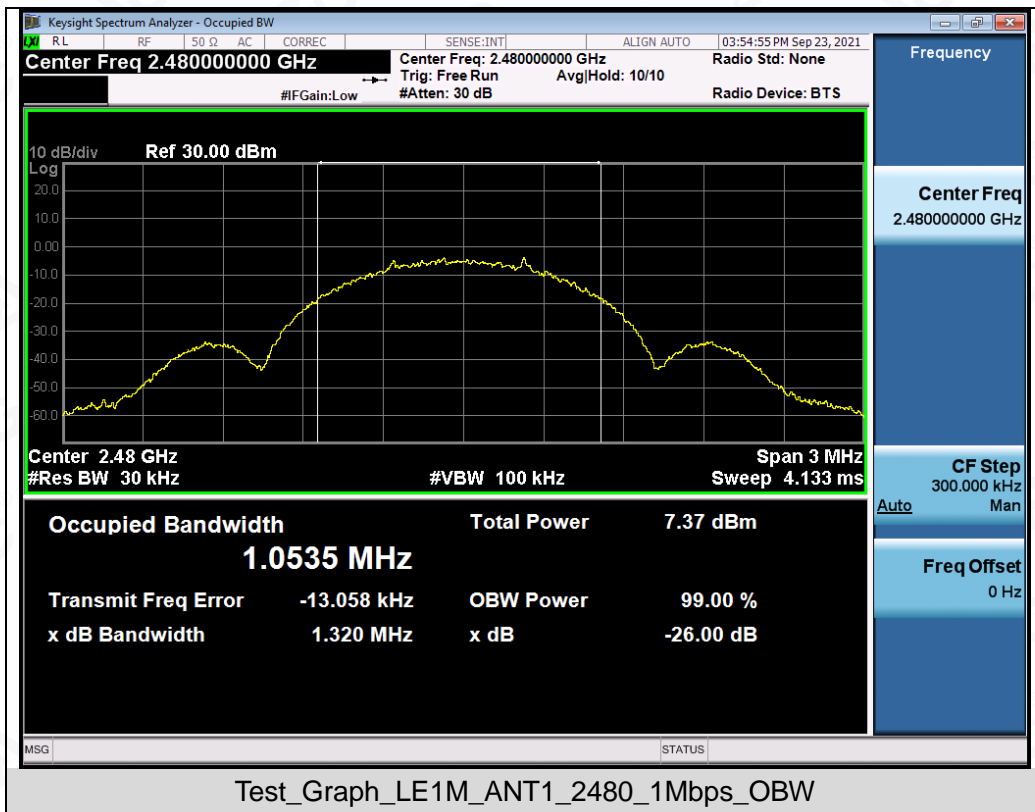 Keysight Spectrum Analyzer - Occupied BW
LXI RL RF 50 Ω AC CORREC SENSE:INT ALIGN AUTO 03:54:55 PM Sep 23, 2021
Center Freq 2.480000000 GHz
Center Freq: 2.480000000 GHz
Radio Std: None
Trig: Free Run Avg|Hold: 10/10
#IFGain:Low
#Atten: 30 dB
Radio Device: BTS
10 dB/div Ref 30.00 dBm
Log
20.0
10.0
0.00
-10.0
-20.0
-30.0
-40.0
-50.0
-60.0
Center 2.48 GHz Span 3 MHz
#Res BW 30 kHz #VBW 100 kHz Sweep 4.133 ms
Occupied Bandwidth Total Power 7.37 dBm
1.0535 MHz
Transmit Freq Error -13.058 kHz OBW Power 99.00 %
x dB Bandwidth 1.320 MHz x dB -26.00 dB
MSG STATUS
Frequency
Center Freq
2.480000000 GHz
CF Step
300.000 kHz
Auto Man
Freq Offset
0 Hz
Test_Graph_LE1M_ANT1_2480_1Mbps_OBW